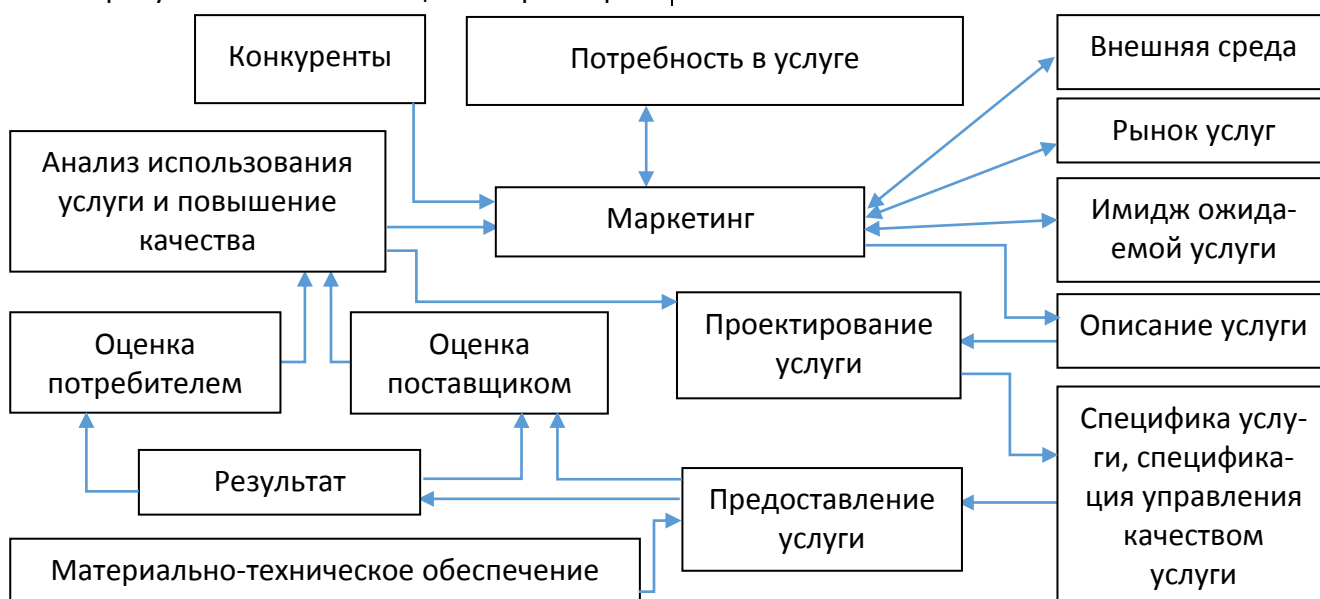 Конкуренты
Потребность в услуге
Внешняя среда
Рынок услуг
Анализ использования
услуги и повышение
качества
Маркетинг
Имидж ожида-
емой услуги
Проектирование
услуги
Описание услуги
Оценка
потребителем
Оценка
поставщиком
Специфика услу-
ги, специфика-
ция управления
качеством
услуги
Результат
Предоставление
услуги
Материально-техническое обеспечение